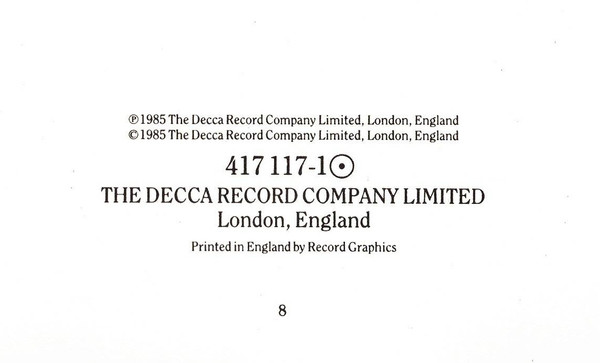 ℗ 1985 The Decca Record Company Limited, London, England
© 1985 The Decca Record Company Limited, London, England
417 117-1
THE DECCA RECORD COMPANY LIMITED
London, England
Printed in England by Record Graphics
8